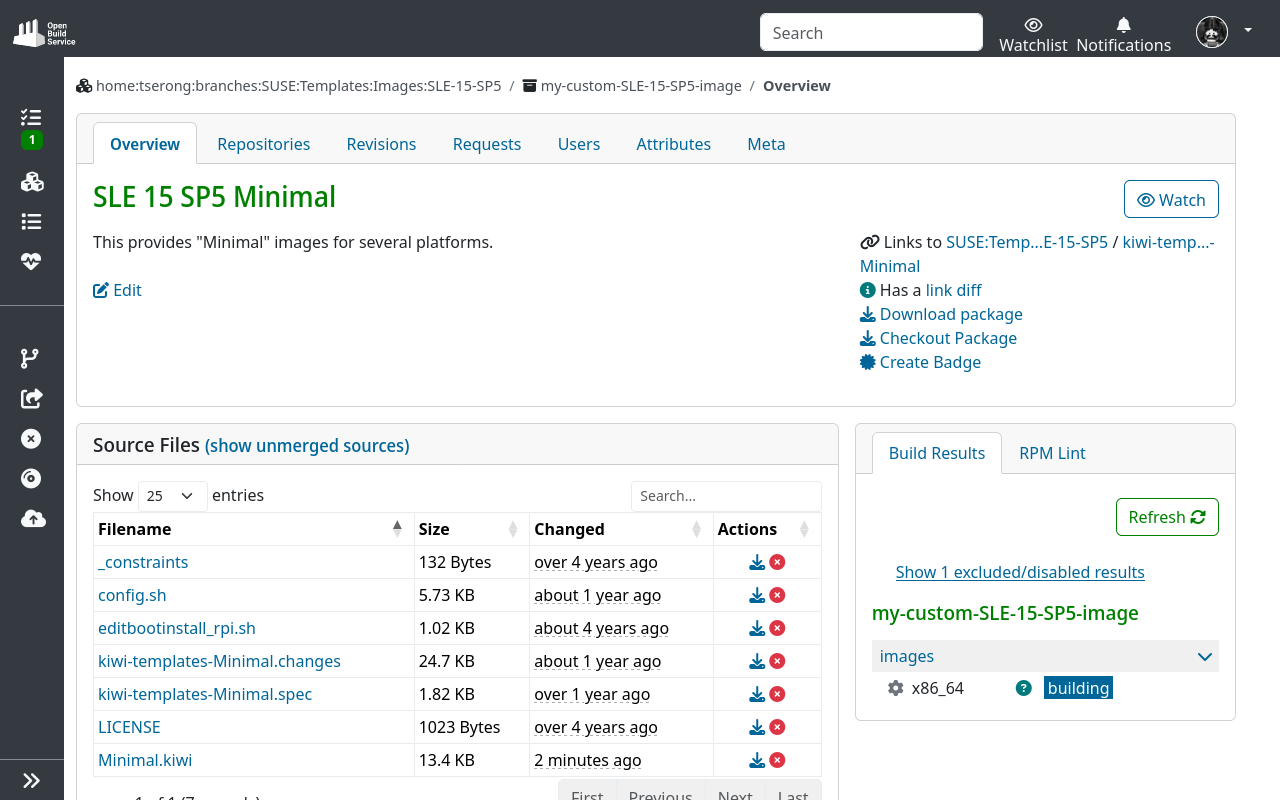 Open
Build
Service
Search
Watchlist
Notifications
1
home:tserong:branches:SUSE:Templates:Images:SLE-15-SP5 / my-custom-SLE-15-SP5-image / Overview
Overview Repositories Revisions Requests Users Attributes Meta
SLE 15 SP5 Minimal
Watch
This provides "Minimal" images for several platforms.
Edit
Links to SUSE:Temp...E-15-SP5 / kiwi-temp...-
Minimal
Has a link diff
Download package
Checkout Package
Create Badge
Source Files (show unmerged sources)
Show 25 entries
Search...
Filename Size Changed Actions
_constraints 132 Bytes over 4 years ago
config.sh 5.73 KB about 1 year ago
editbootinstall_rpi.sh 1.02 KB about 4 years ago
kiwi-templates-Minimal.changes 24.7 KB about 1 year ago
kiwi-templates-Minimal.spec 1.82 KB over 1 year ago
LICENSE 1023 Bytes over 4 years ago
Minimal.kiwi 13.4 KB 2 minutes ago
First Previous Next Last
Build Results RPM Lint
Refresh
Show 1 excluded/disabled results
my-custom-SLE-15-SP5-image
images
x86_64 building